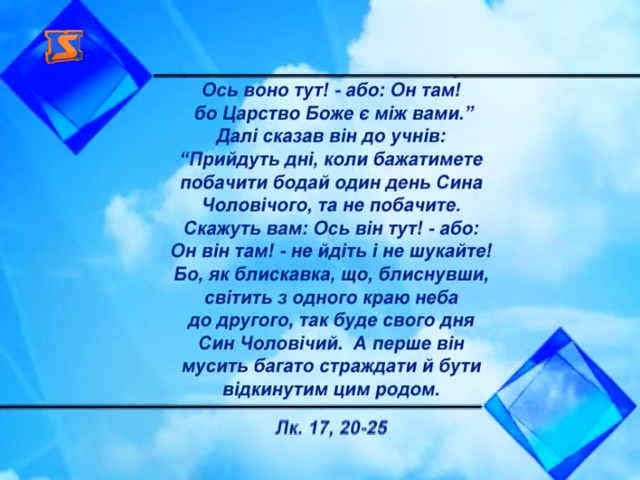 S
Ось воно тут! - або: Он там!
бо Царство Боже є між вами.”
Далі сказав він до учнів:
“Прийдуть дні, коли бажатимете
побачити бодай один день Сина
Чоловічого, та не побачите.
Скажуть вам: Ось він тут! - або:
Он він там! - не йдіть і не шукайте!
Бо, як блискавка, що, блиснувши,
світить з одного краю неба
до другого, так буде свого дня
Син Чоловічий. А перше він
мусить багато страждати й бути
відкинутим цим родом.
Лк. 17, 20-25